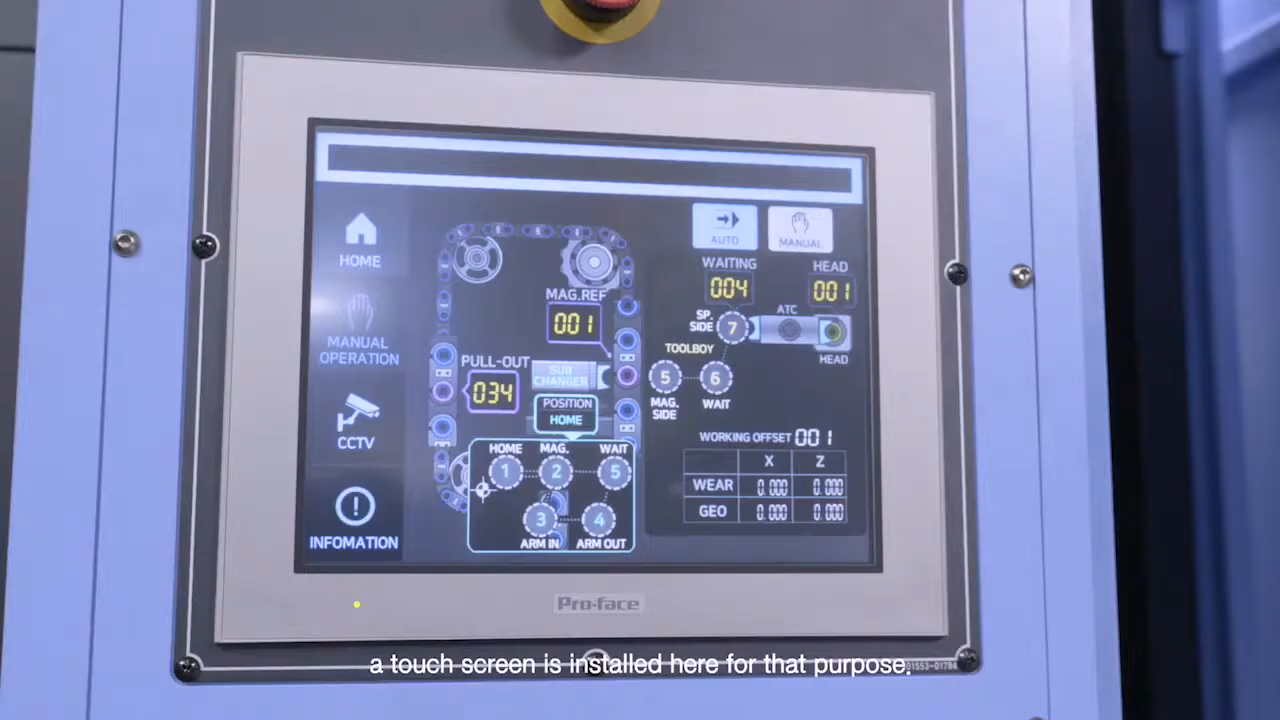 AUTO
MANUAL
HOME
WAITING
HEAD
004
001
MAG.REF
001
ATC
SP.
SIDE
7
HEAD
MANUAL
OPERATION
TOOLBOY
PULL-OUT
034
SUB
CHANGER
5
6
MAG.
SIDE
WAIT
POSITION
HOME
CCTV
WORKING OFFSET 001
HOME
MAG.
WAIT
1
2
5
X
Z
WEAR
0.000
0.000
GEO
0.000
0.000
3
4
ARM IN
ARM OUT
INFOMATION
Pro-face
a touch screen is installed here for that purpose.